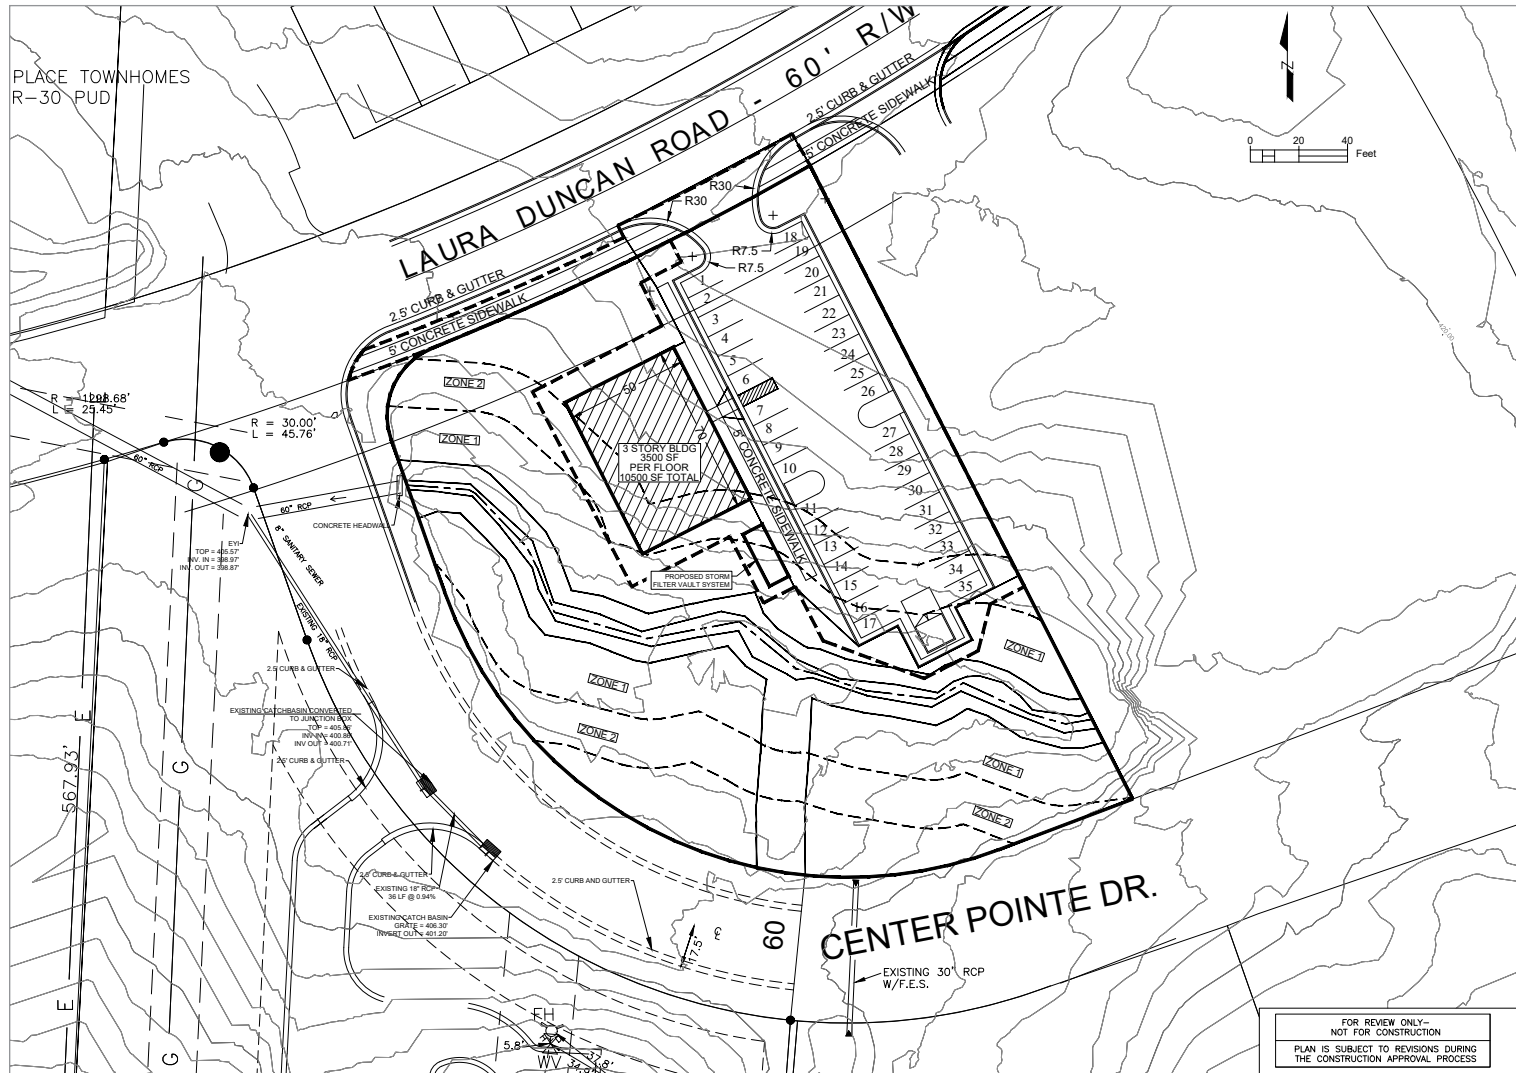 PLACE TOWNHOMES
R-30 PUD
LAURA DUNCAN ROAD - 60' R/W
2.5' CURB & GUTTER
5' CONCRETE SIDEWALK
N
0 20 40
Feet
R30
R30
R7.5
R7.5
2.5' CURB & GUTTER
5' CONCRETE SIDEWALK
420.00
1
2
3
4
5
6
7
8
9
10
11
12
13
14
15
16
17
18
19
20
21
22
23
24
25
26
27
28
29
30
31
32
33
34
35
ZONE 2
ZONE 1
50
70
3 STORY BLDG
3500 SF
PER FLOOR
10500 SF TOTAL
5' CONCRETE SIDEWALK
PROPOSED STORM
FILTER VAULT SYSTEM
L = 25.45'
R = 30.00'
L = 45.76'
60" RCP
60" RCP
CONCRETE HEADWALL
EYI
TOP = 405.57'
INV. IN = 398.97'
INV. OUT = 398.87'
8" SANITARY SEWER
EXISTING 18" RCP
2.5' CURB & GUTTER
EXISTING CATCHBASIN CONVERTED
TO JUNCTION BOX
INV OUT = 400.71'
2.5' CURB & GUTTER
G
G
G
E
E
567.93'
ZONE 1
ZONE 2
ZONE 1
ZONE 1
ZONE 2
2.5' CURB & GUTTER
EXISTING 18" RCP
36 LF @ 0.94%
EXISTING CATCH BASIN
GRATE = 406.30'
INVERT OUT = 401.20'
2.5' CURB AND GUTTER
17.5'
60
CENTER POINTE DR.
EXISTING 30" RCP
W/F.E.S.
FH
5.8'
WV
37.8'
FOR REVIEW ONLY-
NOT FOR CONSTRUCTION
PLAN IS SUBJECT TO REVISIONS DURING
THE CONSTRUCTION APPROVAL PROCESS